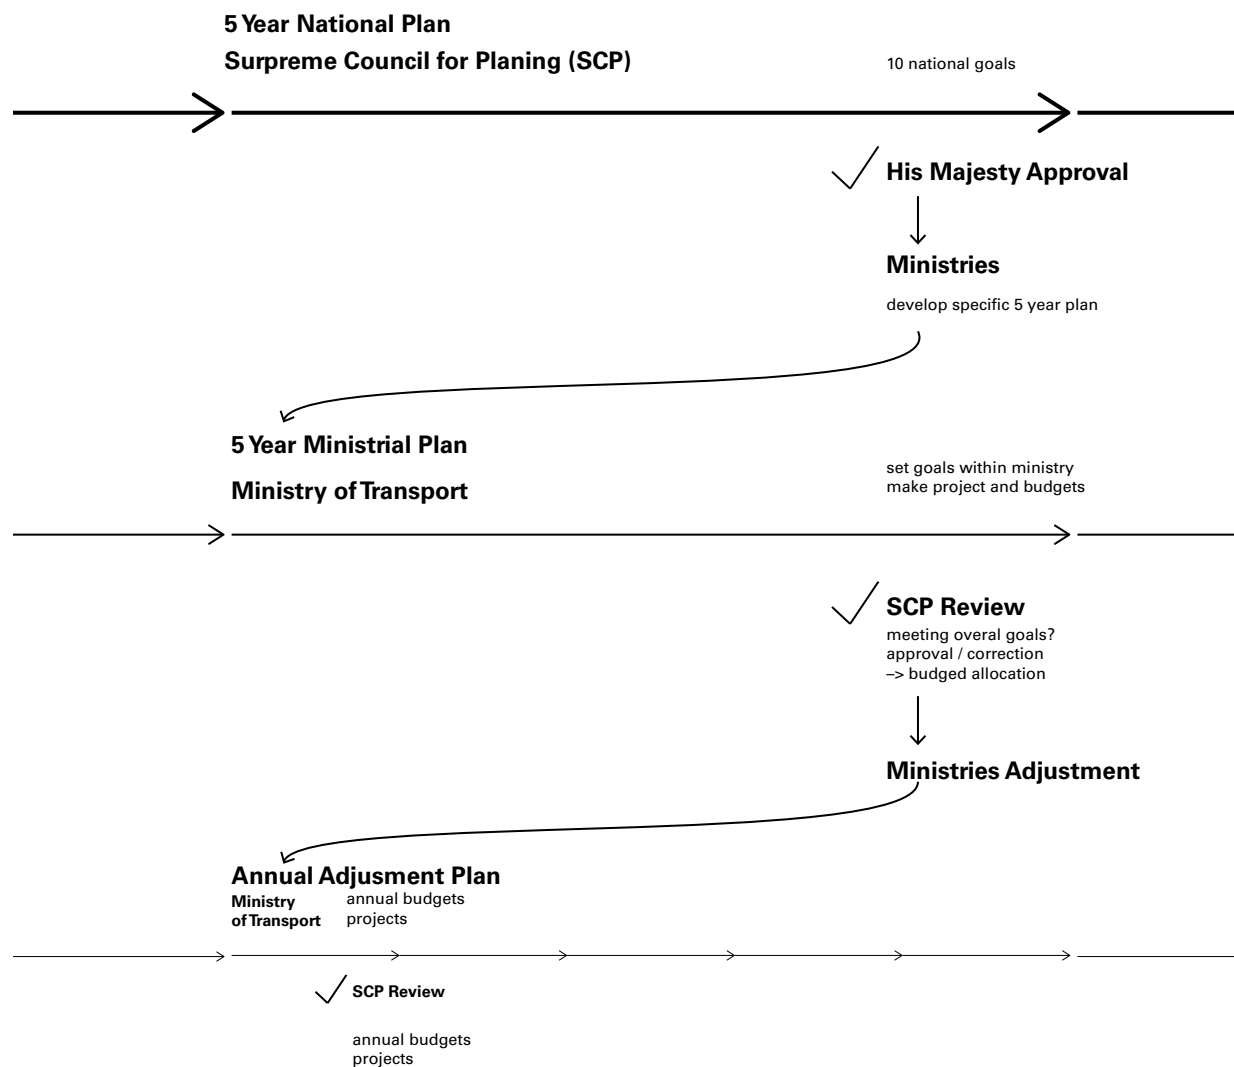 5 Year National Plan
Surpreme Council for Planing (SCP)
10 national goals
His Majesty Approval
Ministries
develop specific 5 year plan
5 Year Ministrial Plan
Ministry of Transport
set goals within ministry
make project and budgets
SCP Review
meeting overal goals?
approval / correction
–> budged allocation
Ministries Adjustment
Annual Adjusment Plan
Ministry
of Transport
annual budgets
projects
SCP Review
annual budgets
projects